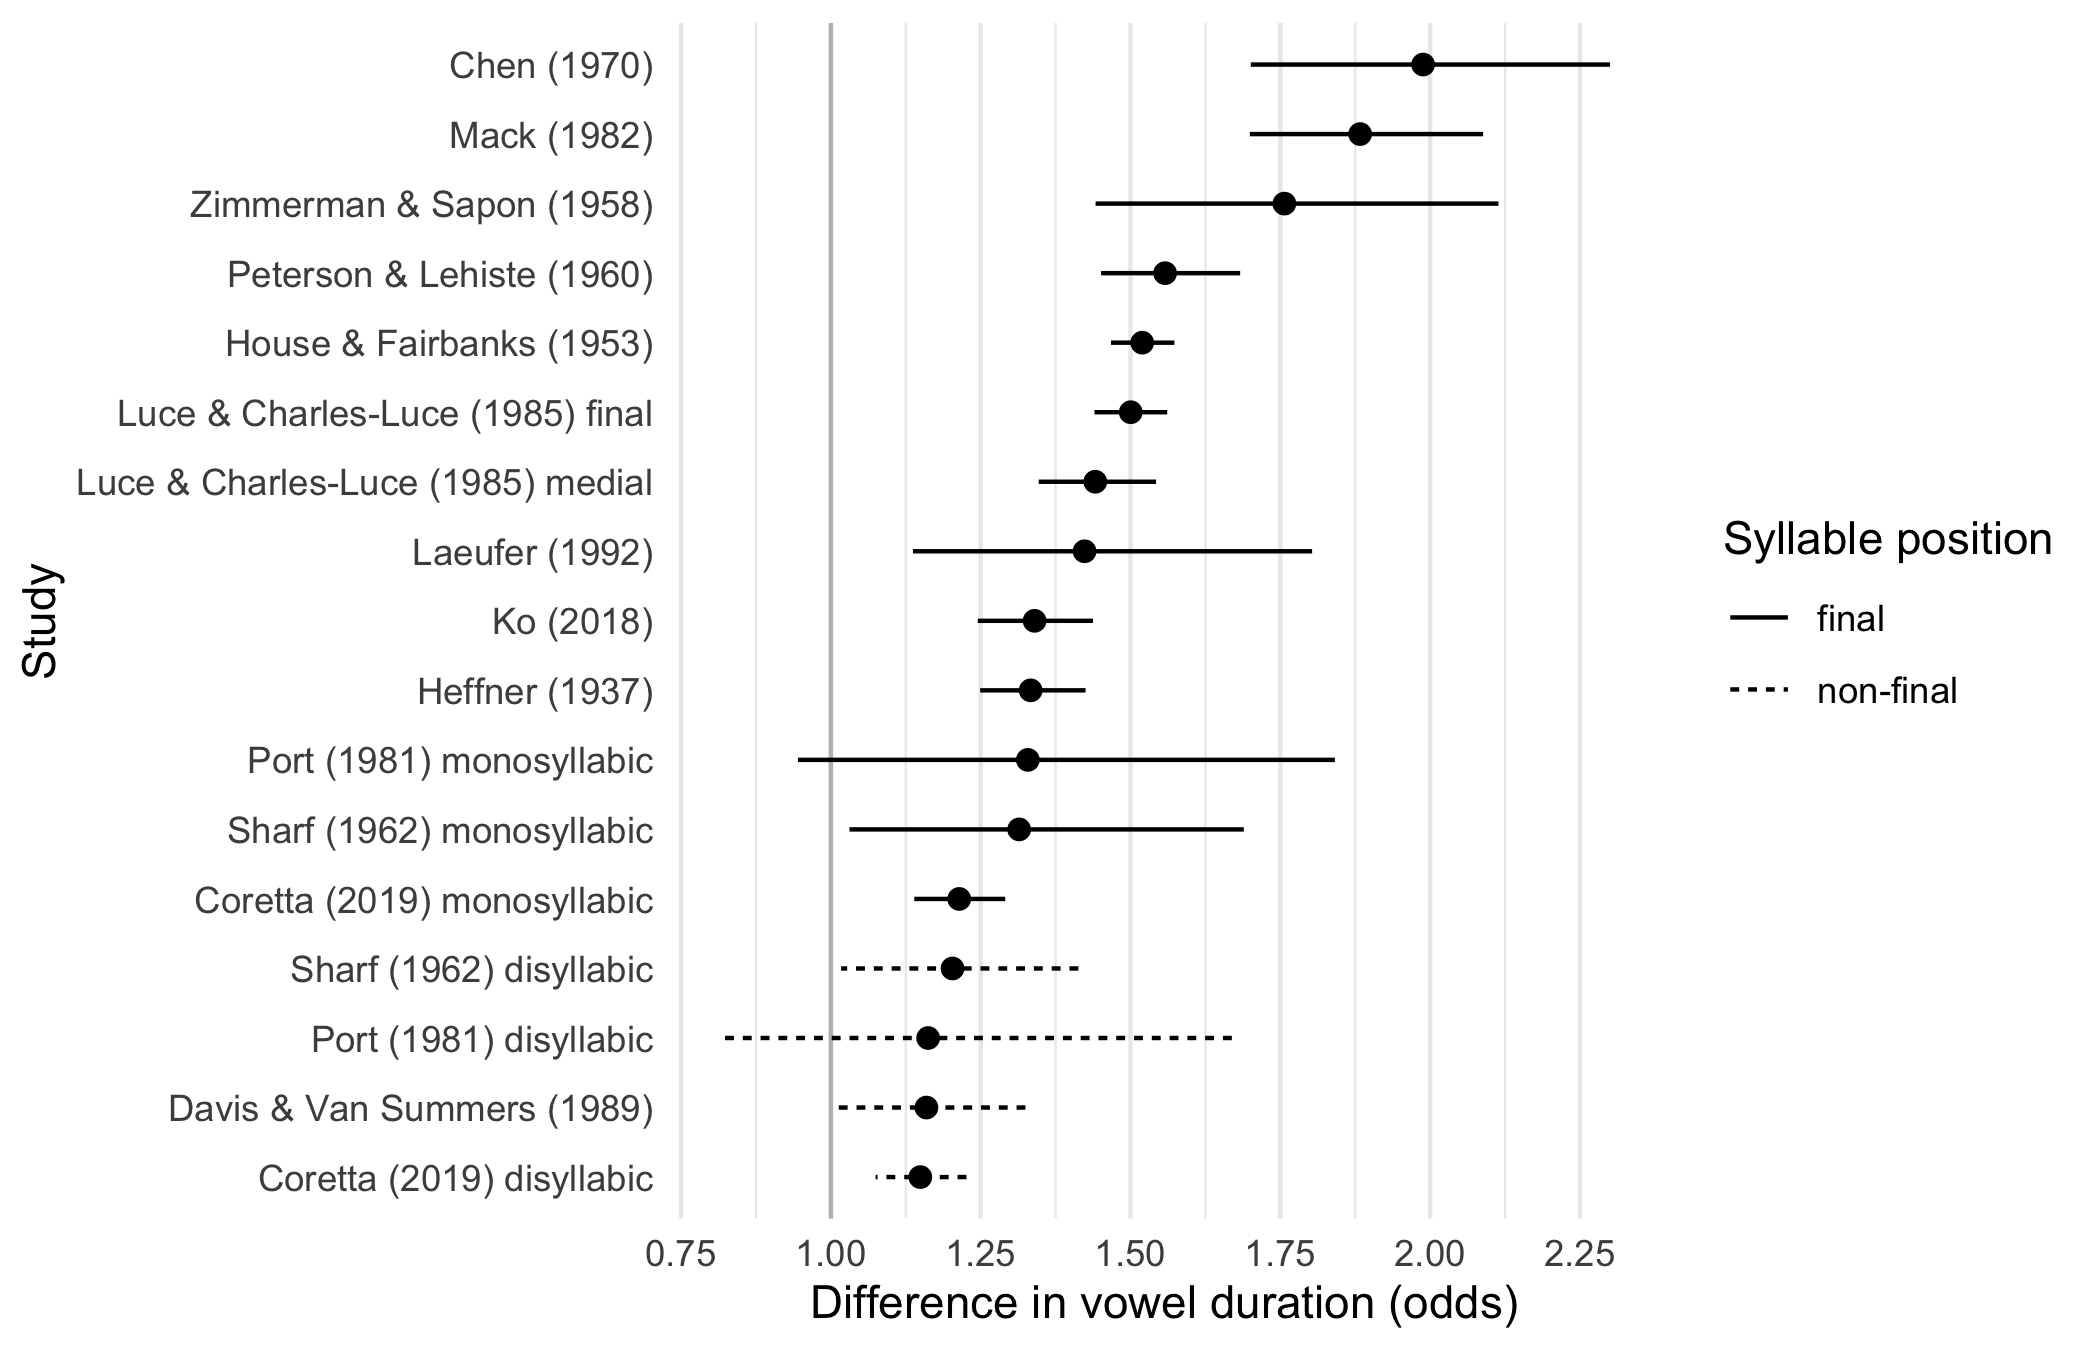 Chen (1970)
Mack (1982)
Zimmerman & Sapon (1958)
Peterson & Lehiste (1960)
House & Fairbanks (1953)
Luce & Charles-Luce (1985) final
Luce & Charles-Luce (1985) medial
Laeufer (1992)
Ko (2018)
Heffner (1937)
Port (1981) monosyllabic
Sharf (1962) monosyllabic
Coretta (2019) monosyllabic
Sharf (1962) disyllabic
Port (1981) disyllabic
Davis & Van Summers (1989)
Coretta (2019) disyllabic
Study
0.75 1.00 1.25 1.50 1.75 2.00 2.25
Difference in vowel duration (odds)
Syllable position
final
non-final